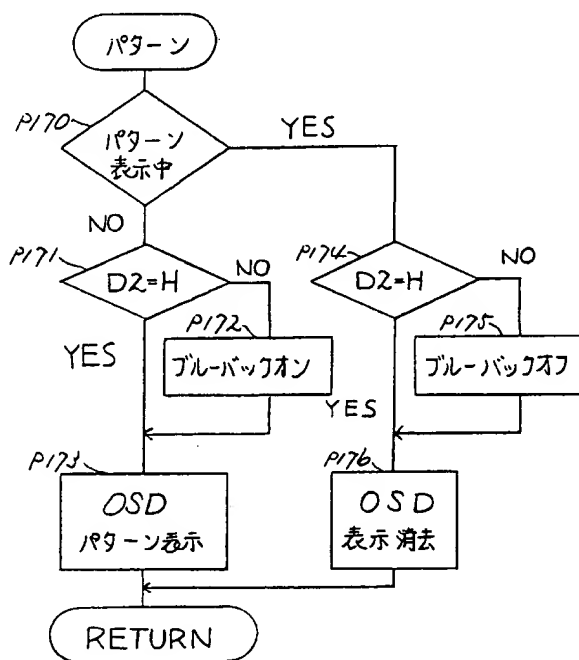 パターン
P170
パターン
表示中
YES
NO
P171
D2=H
NO
YES
P172
ブルーバックオン
P173
OSD
パターン表示
P174
D2=H
NO
YES
P175
ブルーバックオフ
P176
OSD
表示消去
RETURN